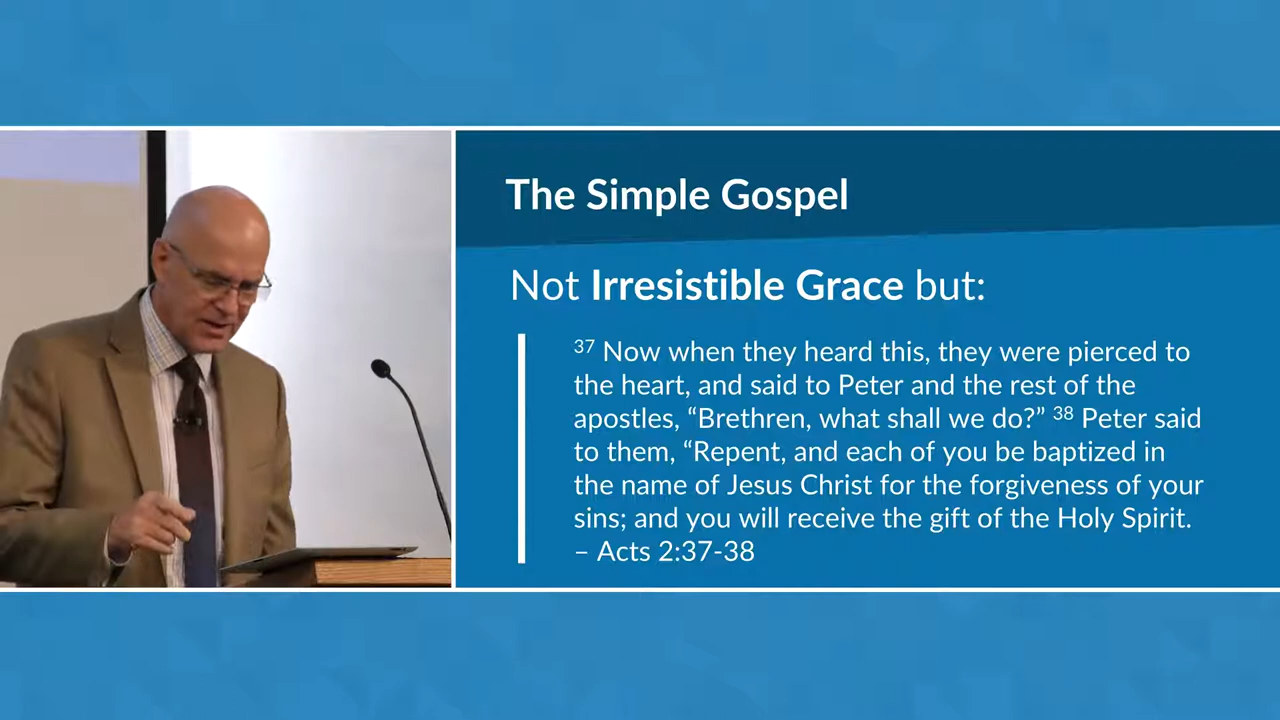 The Simple Gospel
Not Irresistible Grace but:
37 Now when they heard this, they were pierced to
the heart, and said to Peter and the rest of the
apostles, “Brethren, what shall we do?” 38 Peter said
to them, “Repent, and each of you be baptized in
the name of Jesus Christ for the forgiveness of your
sins; and you will receive the gift of the Holy Spirit.
– Acts 2:37-38